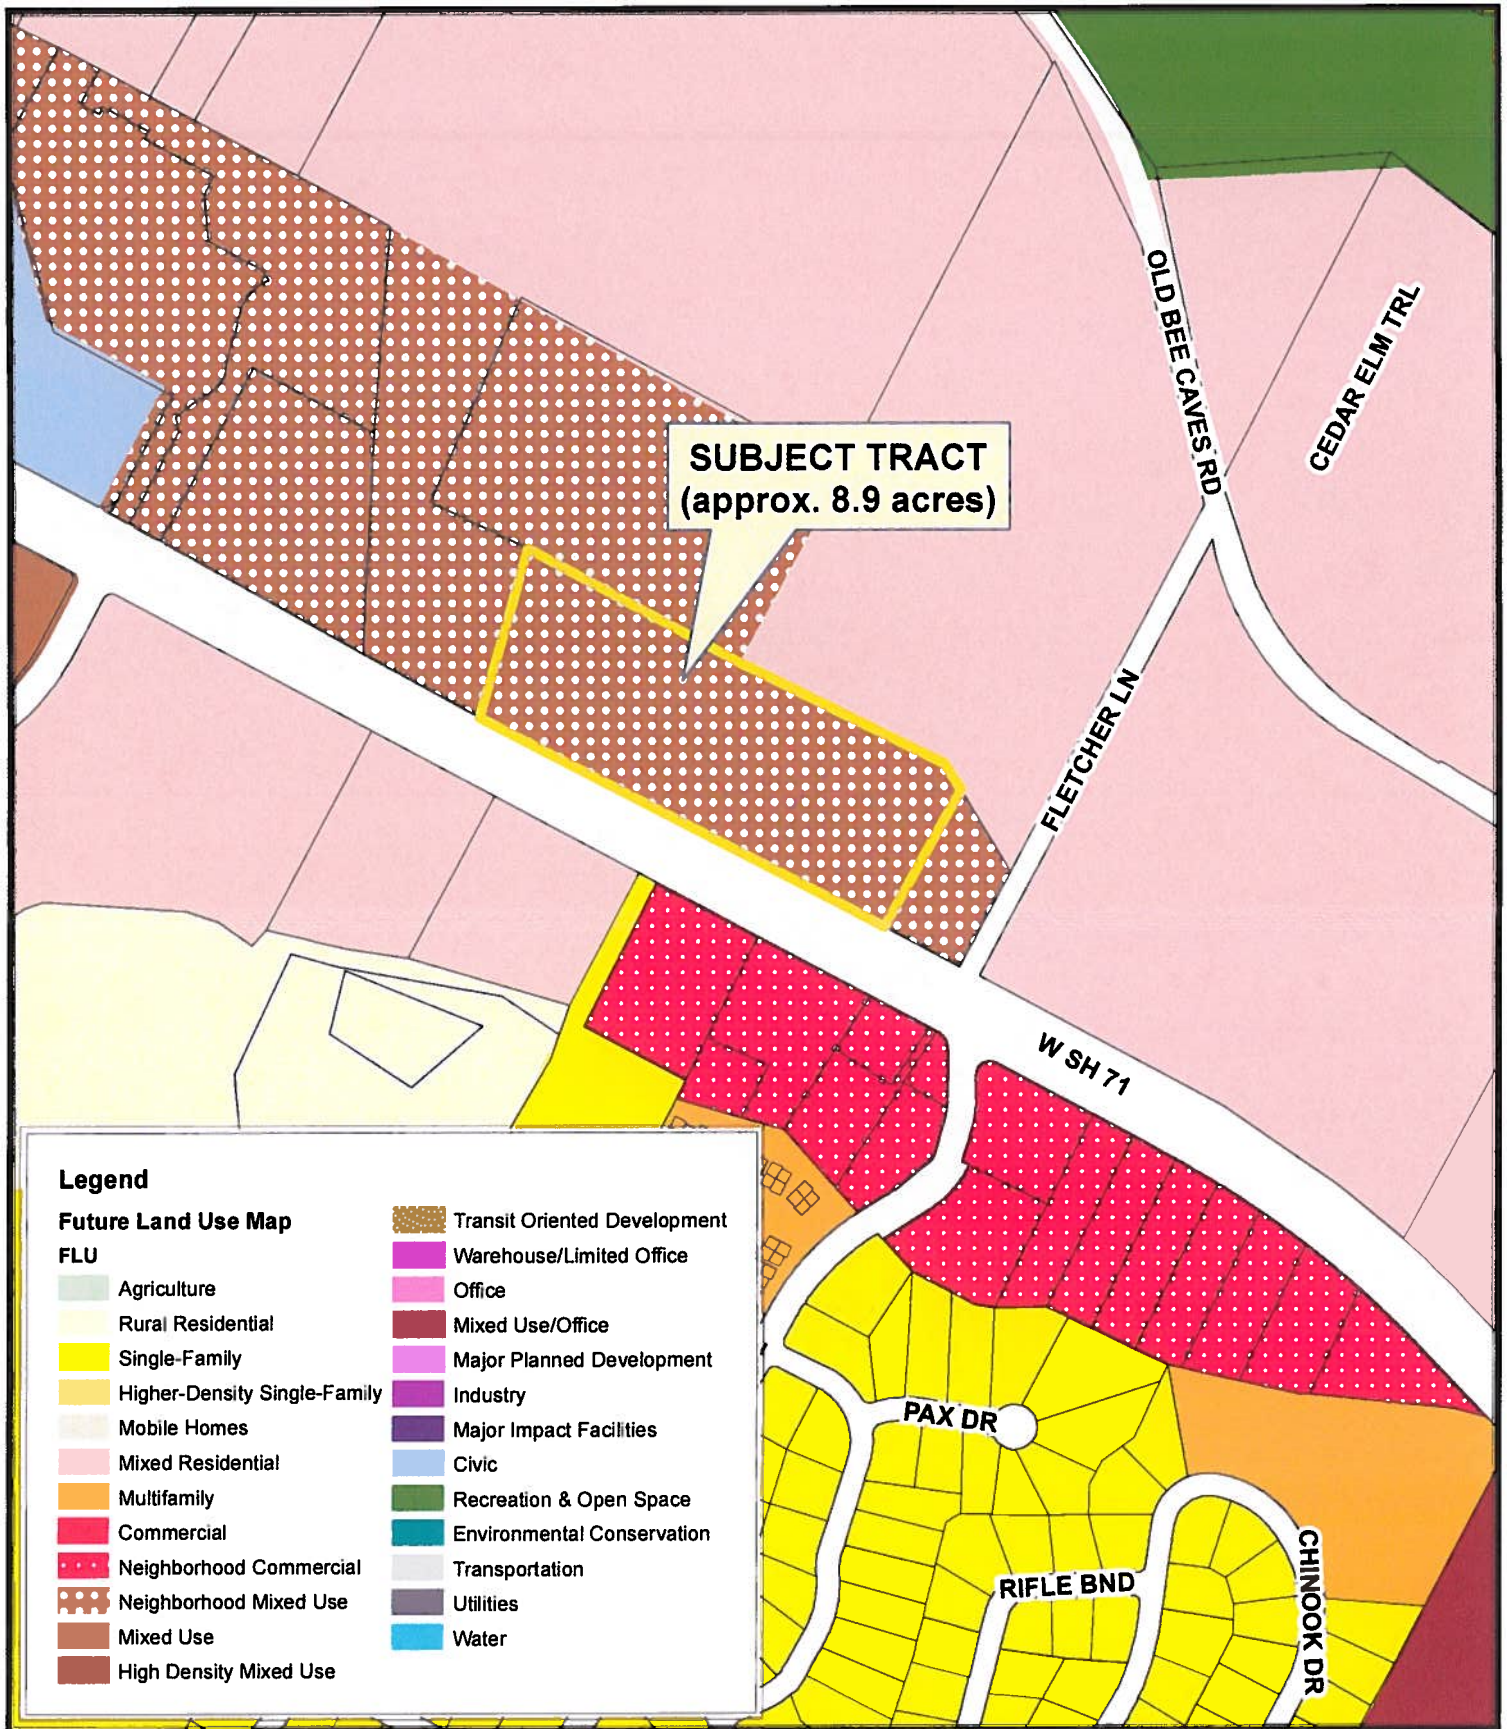 OLD BEE CAVES RD
CEDAR ELM TRL
SUBJECT TRACT
(approx. 8.9 acres)
FLETCHER LN
W SH 71
PAX DR
RIFLE BND
CHINOOK DR
Legend
Future Land Use Map
FLU
Agriculture
Rural Residential
Single-Family
Higher-Density Single-Family
Mobile Homes
Mixed Residential
Multifamily
Commercial
Neighborhood Commercial
Neighborhood Mixed Use
Mixed Use
High Density Mixed Use
Transit Oriented Development
Warehouse/Limited Office
Office
Mixed Use/Office
Major Planned Development
Industry
Major Impact Facilities
Civic
Recreation & Open Space
Environmental Conservation
Transportation
Utilities
Water